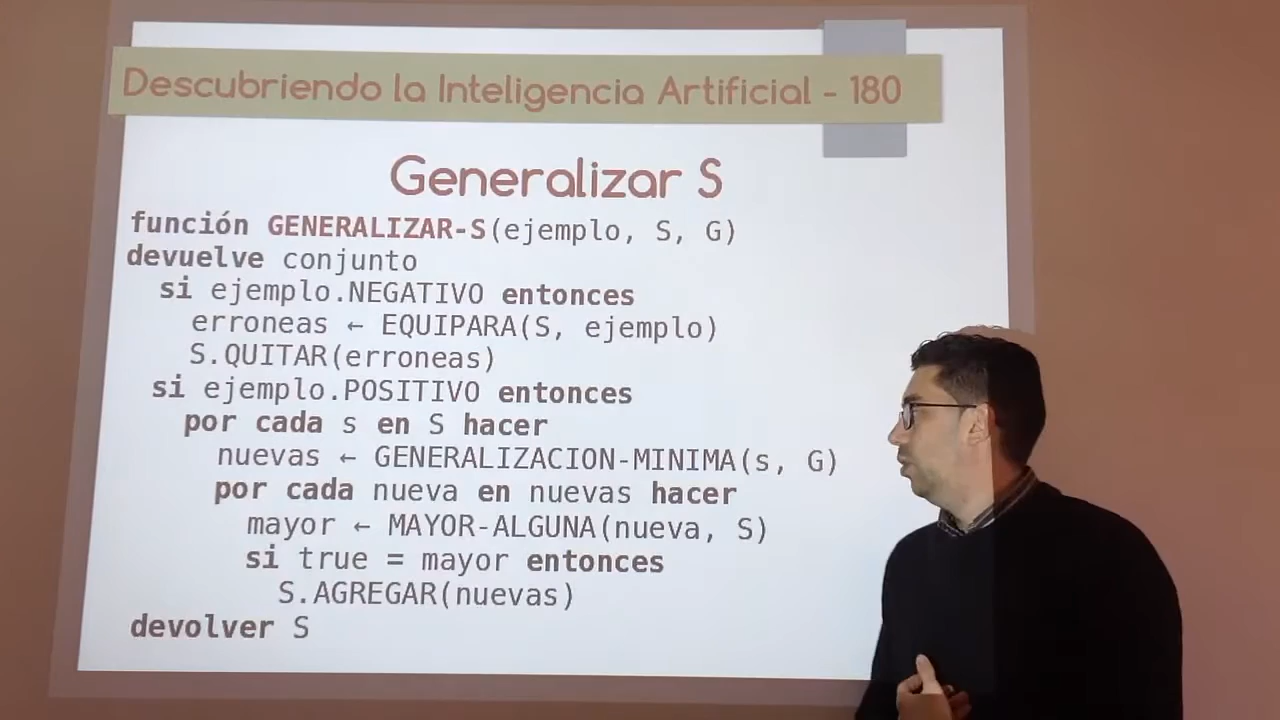 Descubriendo la Inteligencia Artificial - 180
Generalizar S
función GENERALIZAR-S(ejemplo, S, G)
devuelve conjunto
si ejemplo.NEGATIVO entonces
erroneas ← EQUIPARA(S, ejemplo)
S.QUITAR(erroneas)
si ejemplo.POSITIVO entonces
por cada s en S hacer
nuevas ← GENERALIZACION-MINIMA(s, G)
por cada nueva en nuevas hacer
mayor ← MAYOR-ALGUNA(nueva, S)
si true = mayor entonces
S.AGREGAR(nuevas)
devolver S